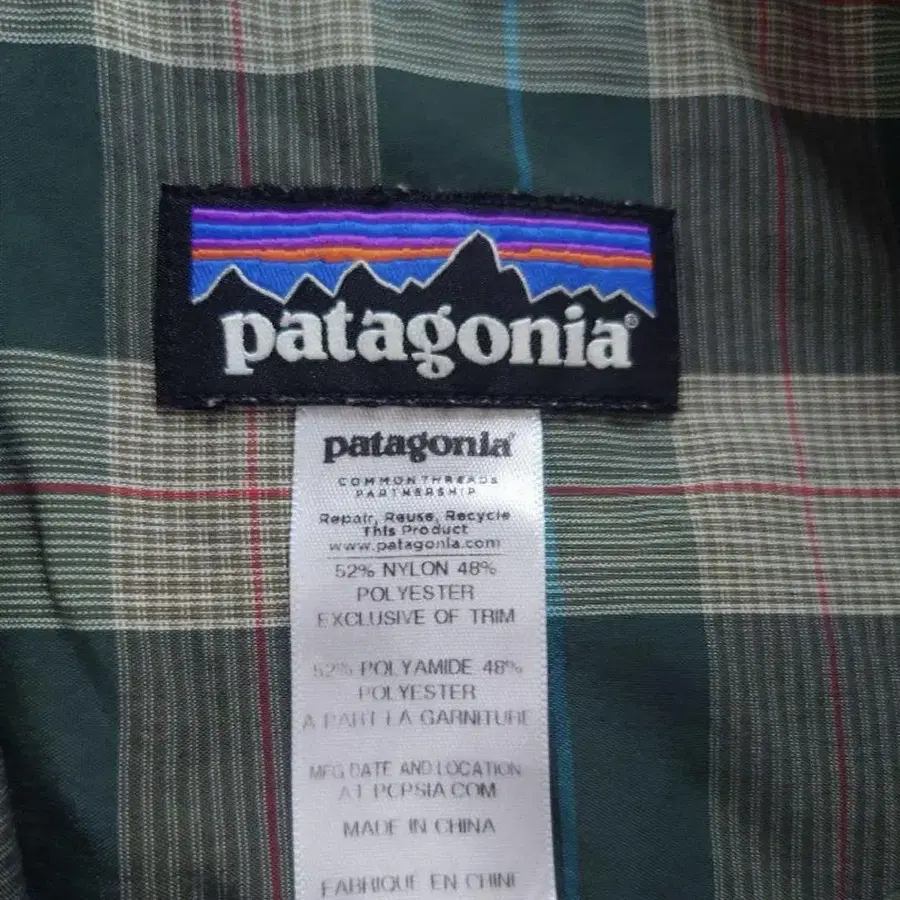 patagonia®
patagonia®
COMMON THREADS
PARTNERSHIP
Repair, Reuse, Recycle
This Product
www.patagonia.com
52% NYLON 48%
POLYESTER
EXCLUSIVE OF TRIM
52% POLYAMIDE 48%
POLYESTER
A PART LA GARNITURE
MFG DATE AND LOCATION
AT PCPSIA.COM
MADE IN CHINA
FABRIQUE EN CHINE